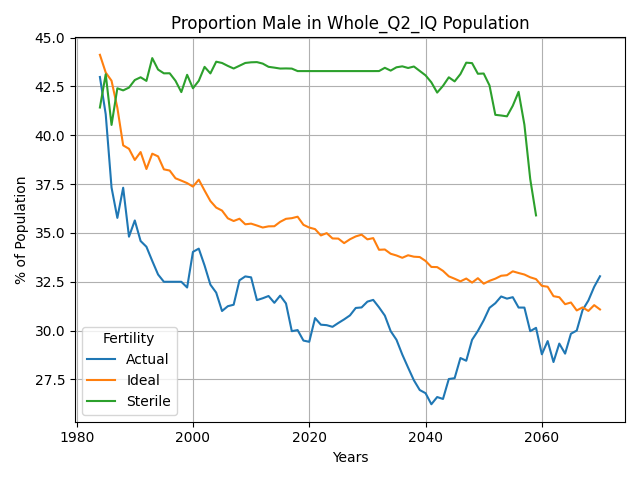 Proportion Male in Whole_Q2_IQ Population
% of Population
45.0
42.5
40.0
37.5
35.0
32.5
30.0
27.5
Fertility
Actual
Ideal
Sterile
1980 2000 2020 2040 2060
Years